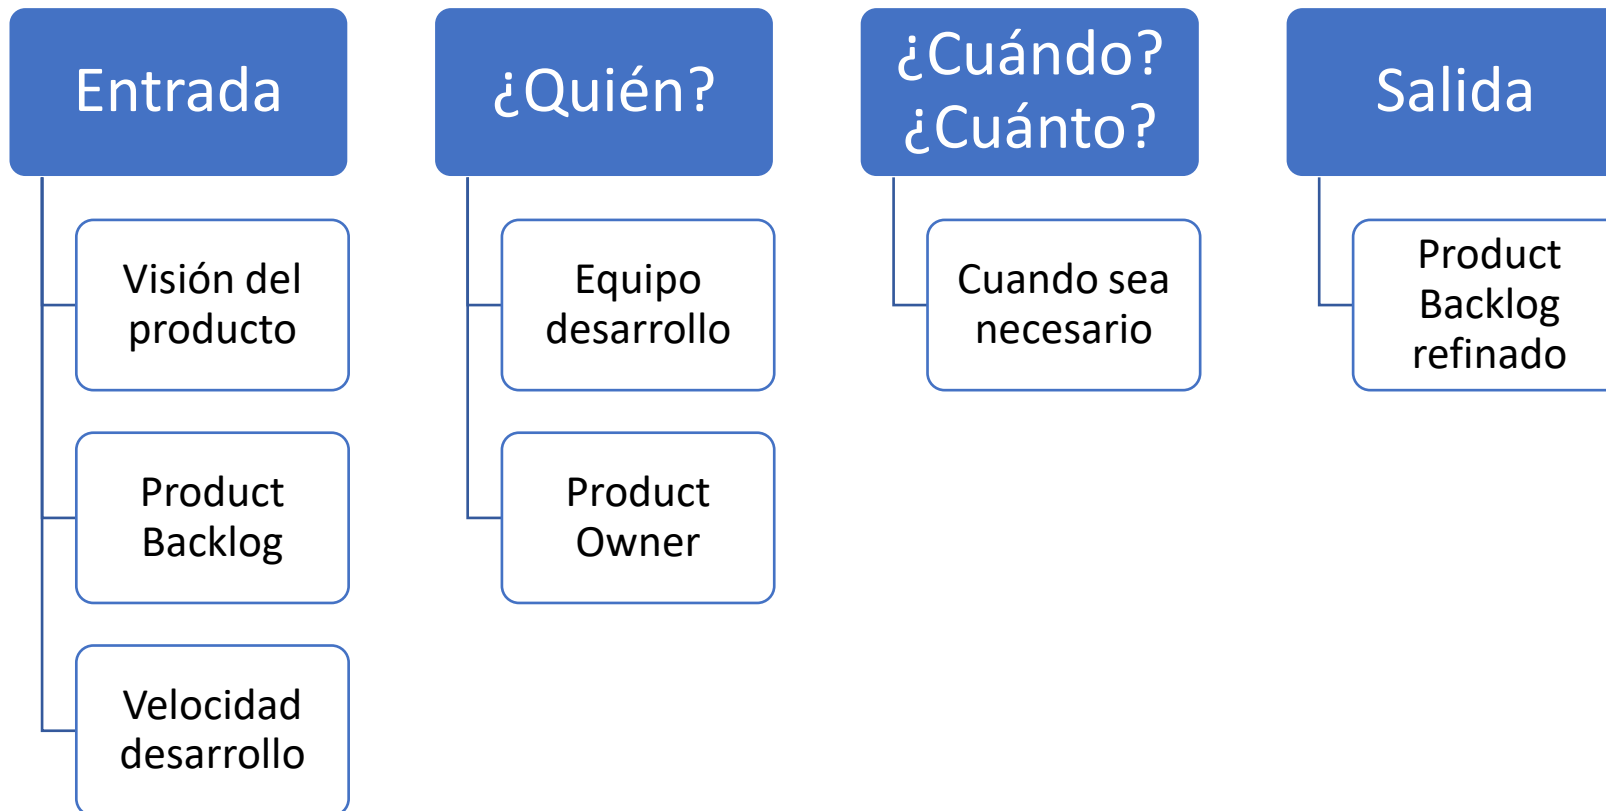 Entrada
Visión del
producto
Product
Backlog
Velocidad
desarrollo
¿Quién?
Equipo
desarrollo
Product
Owner
¿Cuándo?
¿Cuánto?
Cuando sea
necesario
Salida
Product
Backlog
refinado